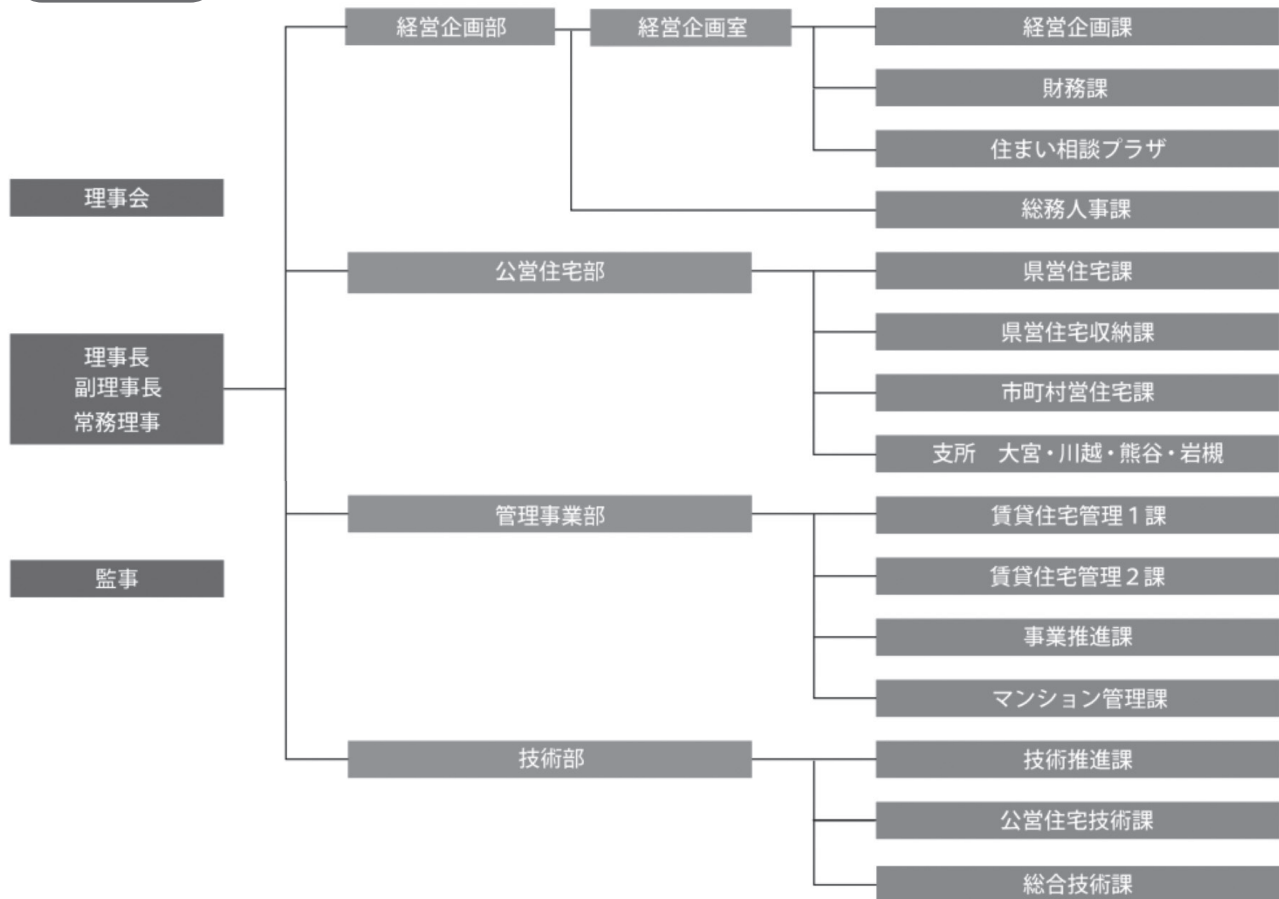 理事会
理事長
副理事長
常務理事
監事
経営企画部
経営企画室
経営企画課
財務課
住まい相談プラザ
総務人事課
公営住宅部
県営住宅課
県営住宅収納課
市町村営住宅課
支所　大宮・川越・熊谷・岩槻
管理事業部
賃貸住宅管理１課
賃貸住宅管理２課
事業推進課
マンション管理課
技術部
技術推進課
公営住宅技術課
総合技術課